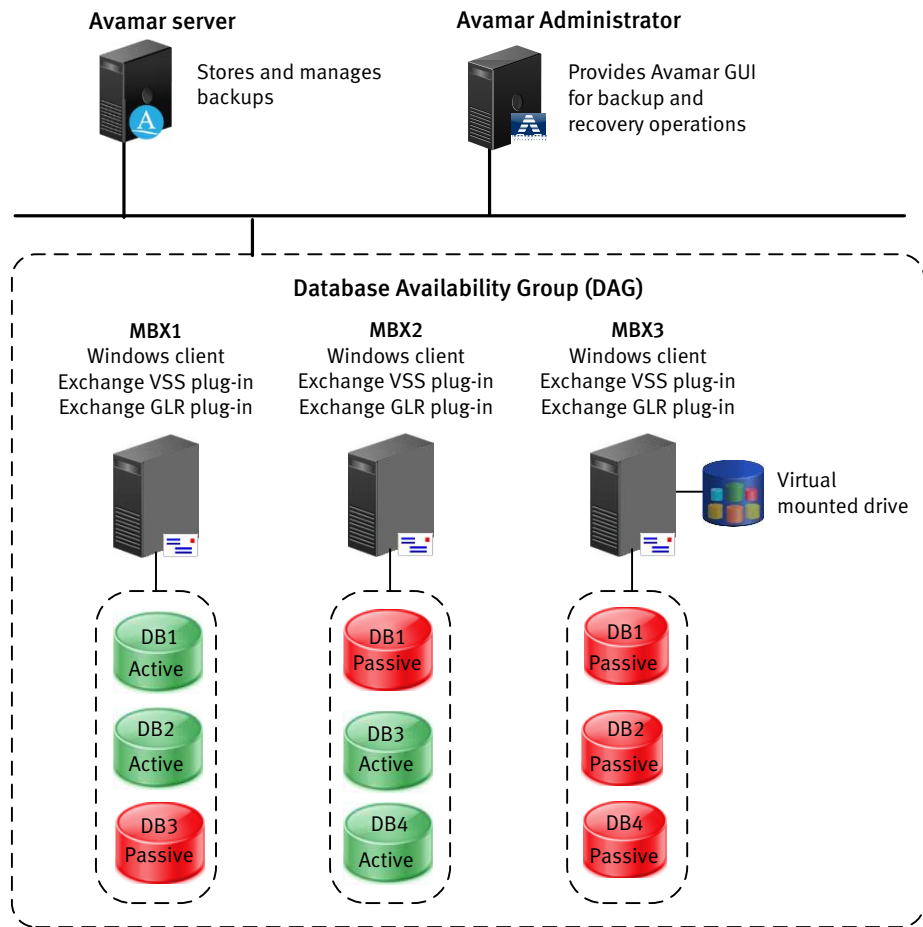 Avamar server
Stores and manages
backups
Avamar Administrator
Provides Avamar GUI
for backup and
recovery operations
A
A
Database Availability Group (DAG)
MBX1
Windows client
Exchange VSS plug-in
Exchange GLR plug-in
MBX2
Windows client
Exchange VSS plug-in
Exchange GLR plug-in
MBX3
Windows client
Exchange VSS plug-in
Exchange GLR plug-in
Virtual
mounted drive
DB1
Active
DB2
Active
DB3
Passive
DB1
Passive
DB3
Active
DB4
Active
DB1
Passive
DB2
Passive
DB4
Passive